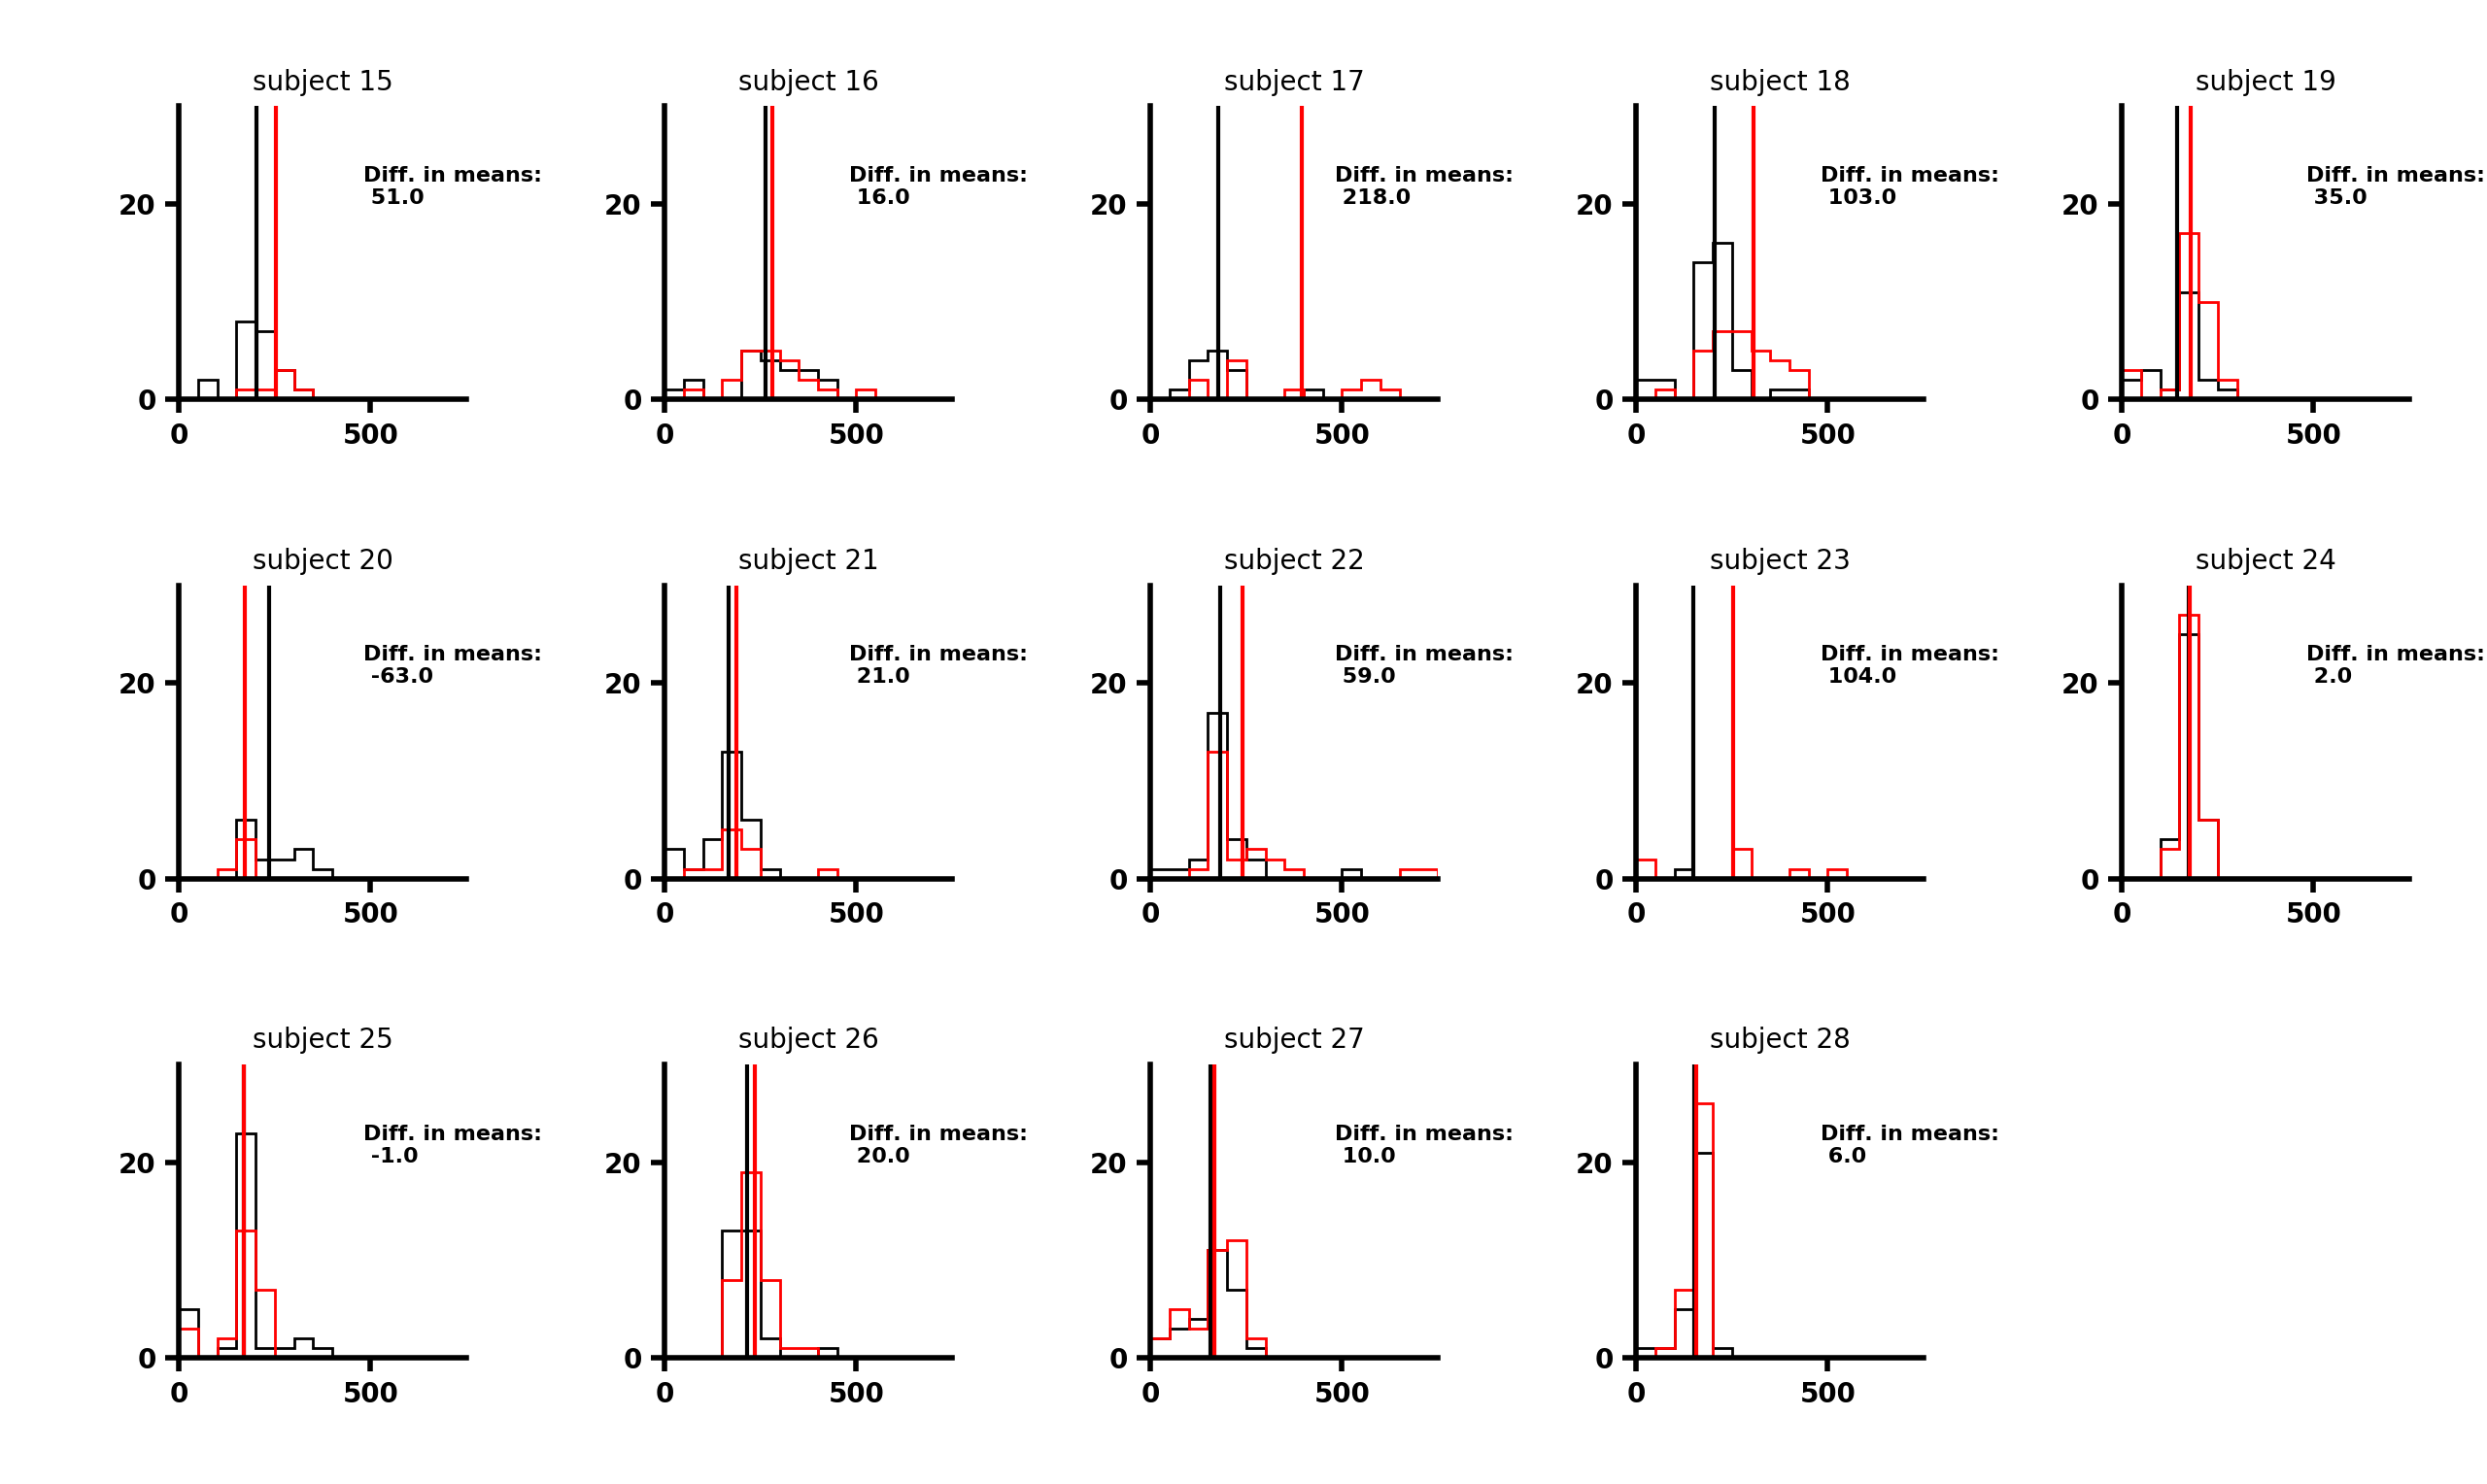 subject 15
subject 16
subject 17
subject 18
subject 19
Diff. in means:
51.0
Diff. in means:
16.0
Diff. in means:
218.0
Diff. in means:
103.0
Diff. in means:
35.0
20
20
20
20
20
0
0
0
0
0
0 500
0 500
0 500
0 500
0 500
subject 20
subject 21
subject 22
subject 23
subject 24
Diff. in means:
-63.0
Diff. in means:
21.0
Diff. in means:
59.0
Diff. in means:
104.0
Diff. in means:
2.0
20
20
20
20
20
0
0
0
0
0
0 500
0 500
0 500
0 500
0 500
subject 25
subject 26
subject 27
subject 28
Diff. in means:
-1.0
Diff. in means:
20.0
Diff. in means:
10.0
Diff. in means:
6.0
20
20
20
20
0
0
0
0
0 500
0 500
0 500
0 500